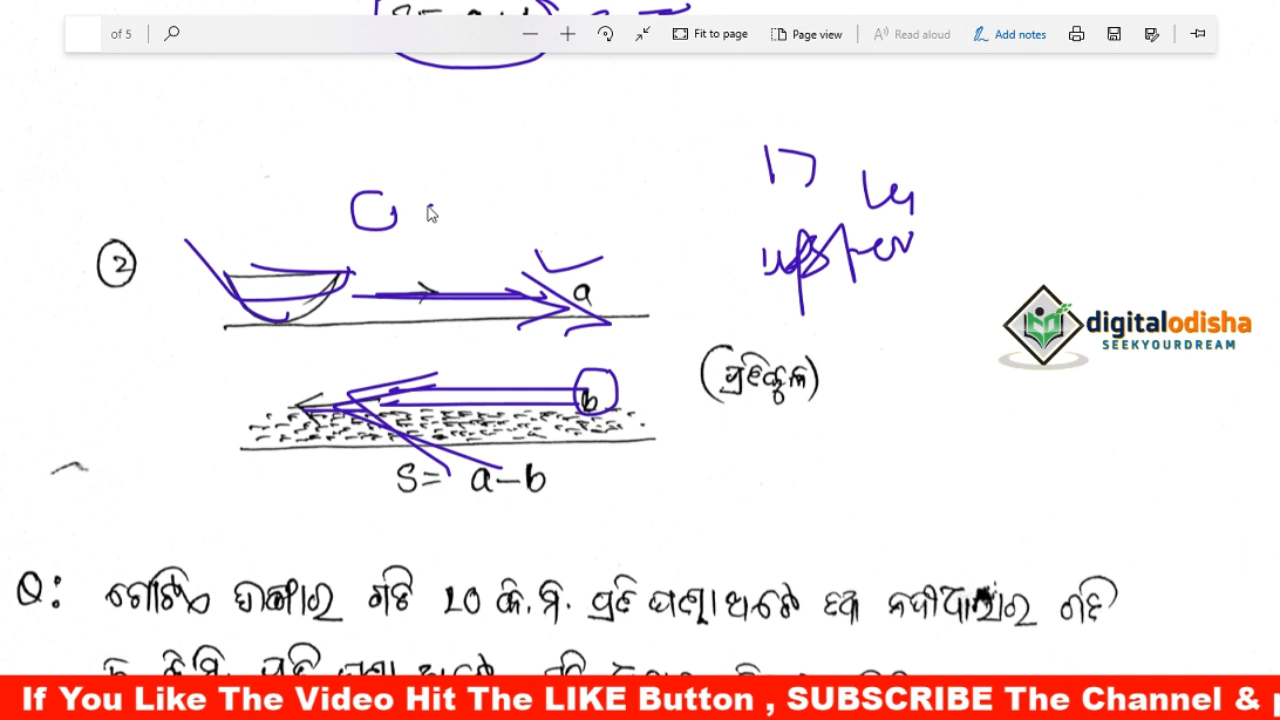 of 5
Fit to page
Page view
Read aloud
Add notes
②
a
(ପ୍ରତିକୂଳ)
b
S = a-b
digitalodisha
SEEKYOURDREAM
Q: ଗୋଟିଏ ଡଙ୍ଗାର ଗତି 20 କି.ମି. ପ୍ରତି ଘଣ୍ଟା ଅଟେ ଏବଂ ନଦୀଧାରାର ଗତି
If You Like The Video Hit The LIKE Button , SUBSCRIBE The Channel &